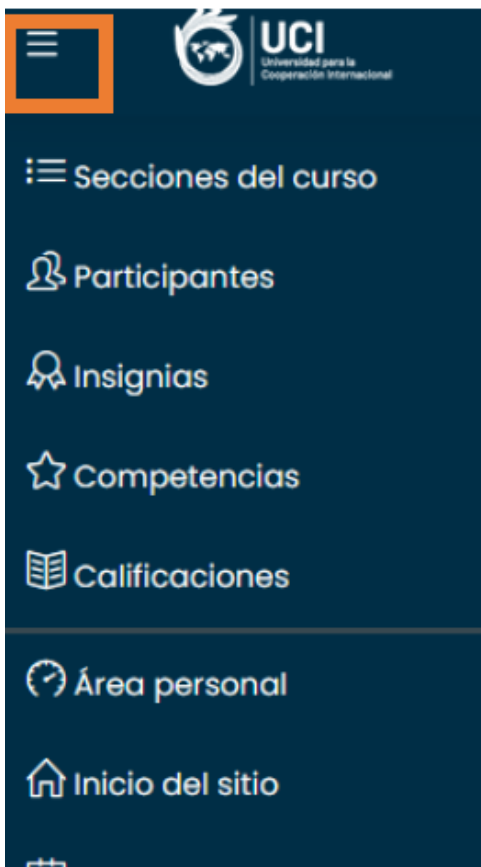 UCI
Universidad para la
Cooperación Internacional
Secciones del curso
Participantes
Insignias
Competencias
Calificaciones
Área personal
Inicio del sitio